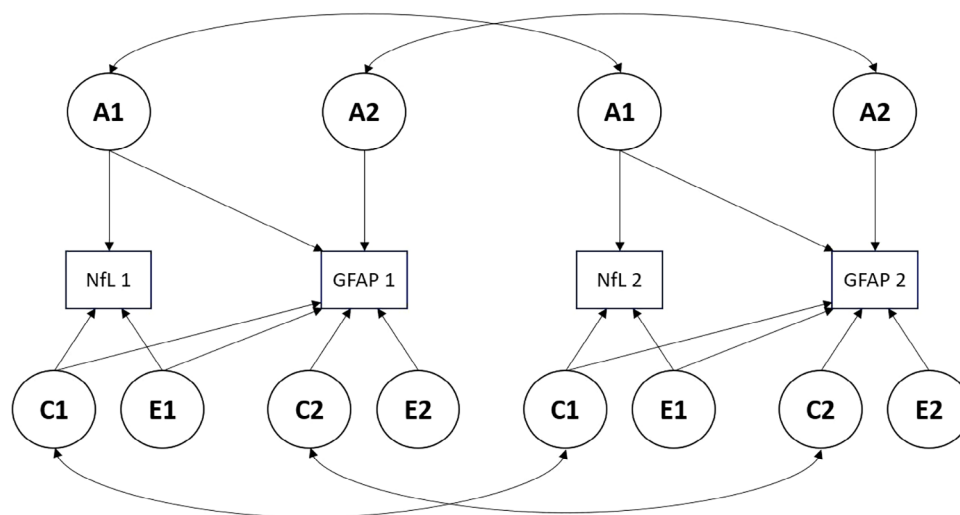 A1 A2 A1 A2
NfL 1 GFAP 1 NfL 2 GFAP 2
C1 E1 C2 E2 C1 E1 C2 E2